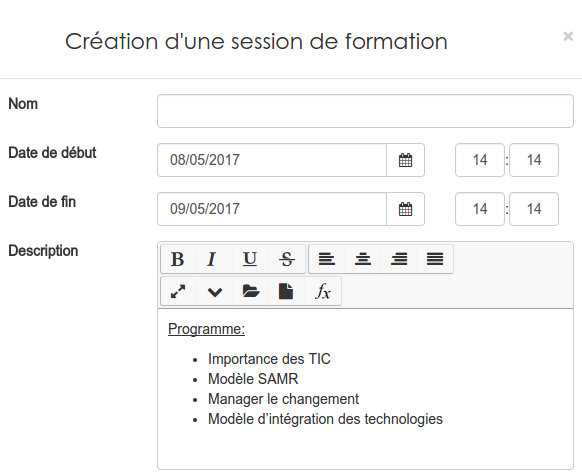 Création d'une session de formation ×
Nom
Date de début 08/05/2017 14 : 14
Date de fin 09/05/2017 14 : 14
Description B I U S
fx
Programme:
• Importance des TIC
• Modèle SAMR
• Manager le changement
• Modèle d'intégration des technologies